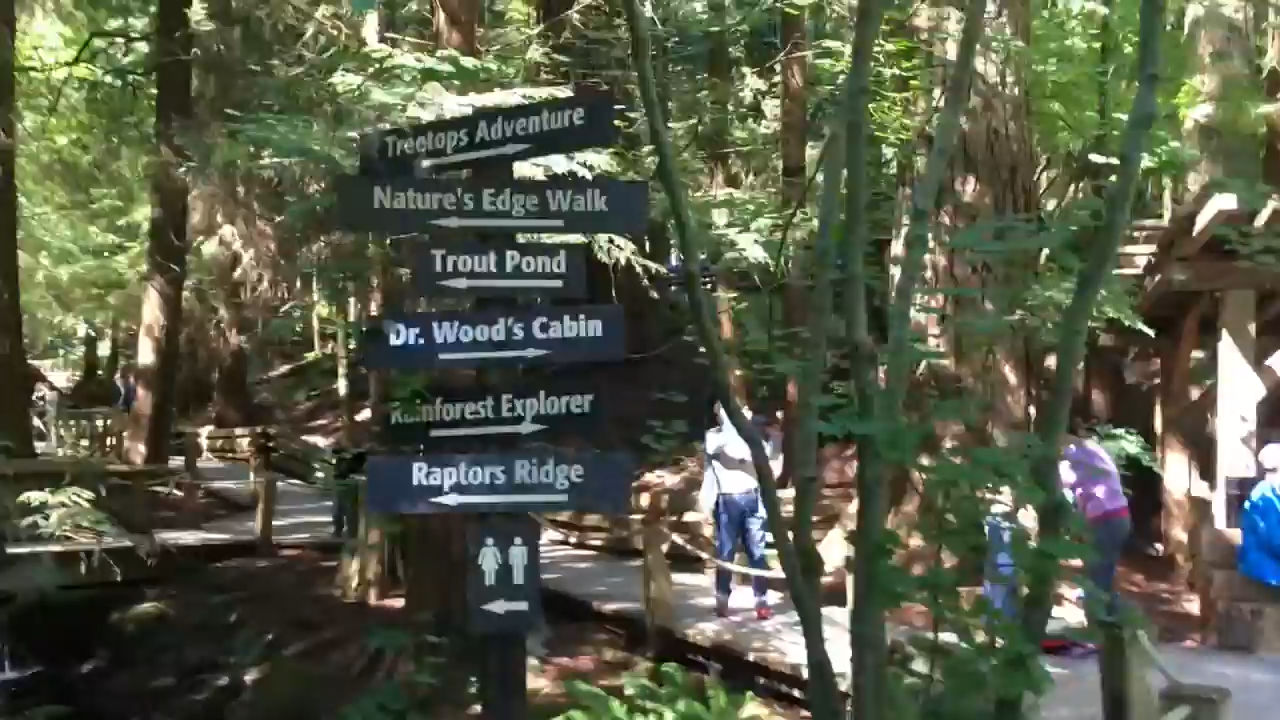 Treetops Adventure
Nature's Edge Walk
Trout Pond
Dr. Wood's Cabin
Rainforest Explorer
Raptors Ridge